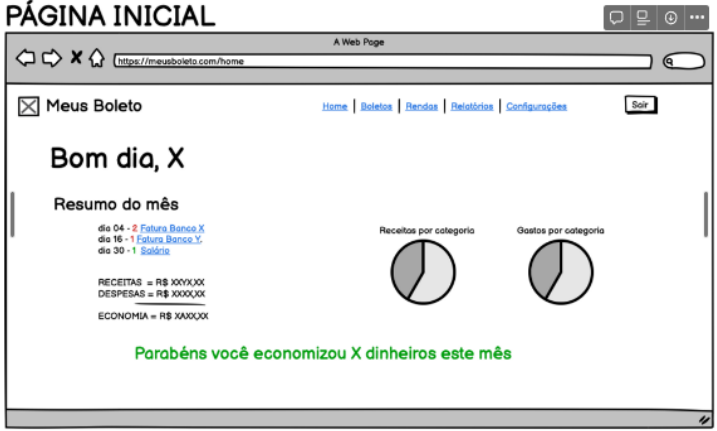 PÁGINA INICIAL
A Web Page
https://meusboleto.com/home
Meus Boleto
Home | Boletos | Rendas | Relatórios | Configurações
Sair
Bom dia, X
Resumo do mês
dia 04 - 2 Fatura Banco X
dia 16 - 1 Fatura Banco Y.
dia 30 - 1 Salário
Receitas por categoria
Gastos por categoria
RECEITAS = R$ XXYX,XX
DESPESAS = R$ XXXX,XX
ECONOMIA = R$ XAXX,XX
Parabéns você economizou X dinheiros este mês